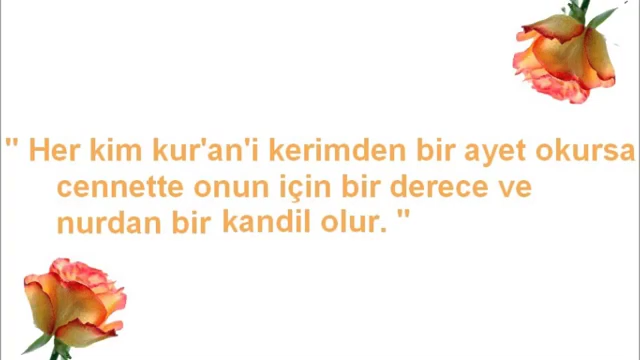 " Her kim kur'an'i kerimden bir ayet okursa
cennette onun için bir derece ve
nurdan bir kandil olur. "